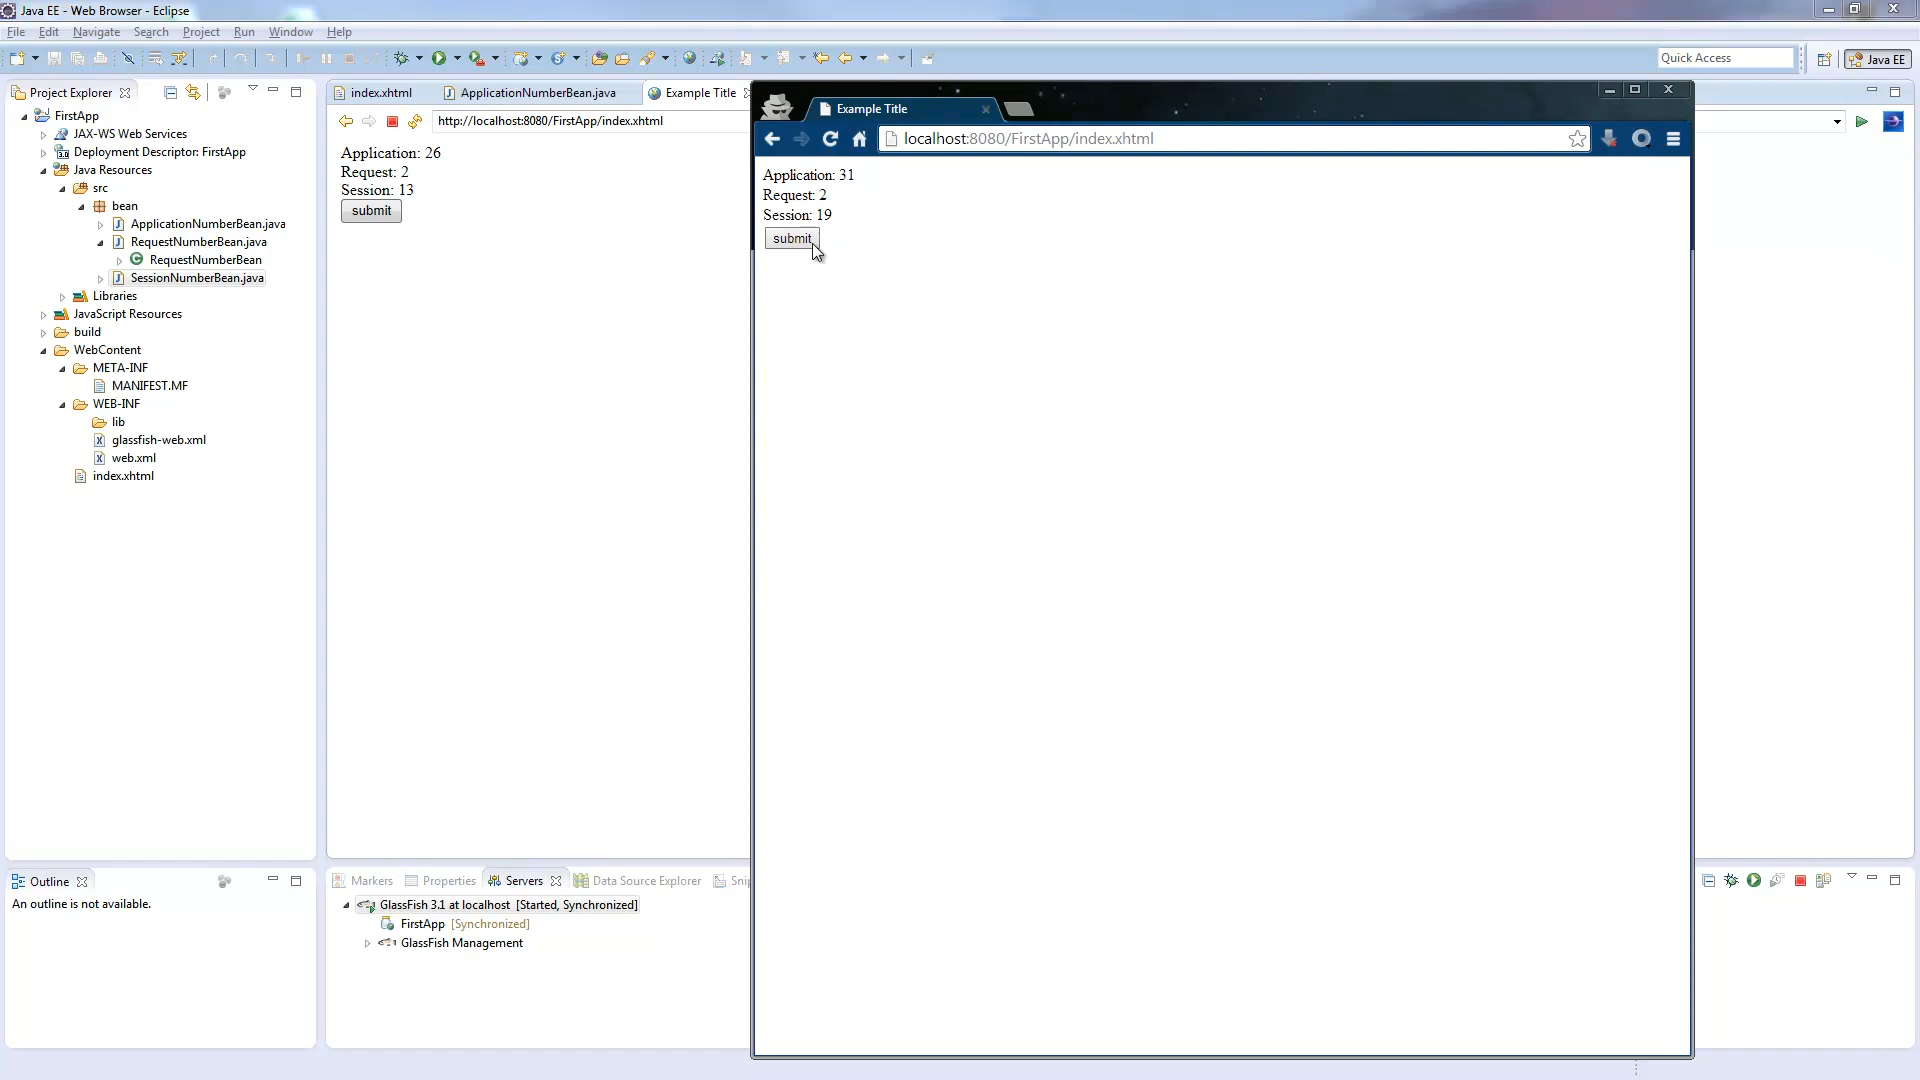 Java EE - Web Browser - Eclipse
File Edit Navigate Search Project Run Window Help
Quick Access
Java EE
Project Explorer
FirstApp
JAX-WS Web Services
Deployment Descriptor: FirstApp
Java Resources
src
bean
ApplicationNumberBean.java
RequestNumberBean.java
RequestNumberBean
SessionNumberBean.java
Libraries
JavaScript Resources
build
WebContent
META-INF
MANIFEST.MF
WEB-INF
lib
glassfish-web.xml
web.xml
index.xhtml
index.xhtml ApplicationNumberBean.java Example Title
http://localhost:8080/FirstApp/index.xhtml
Application: 26
Request: 2
Session: 13
submit
Example Title
localhost:8080/FirstApp/index.xhtml
Application: 31
Request: 2
Session: 19
submit
Outline
An outline is not available.
Markers Properties Servers Data Source Explorer Snip
GlassFish 3.1 at localhost [Started, Synchronized]
FirstApp [Synchronized]
GlassFish Management